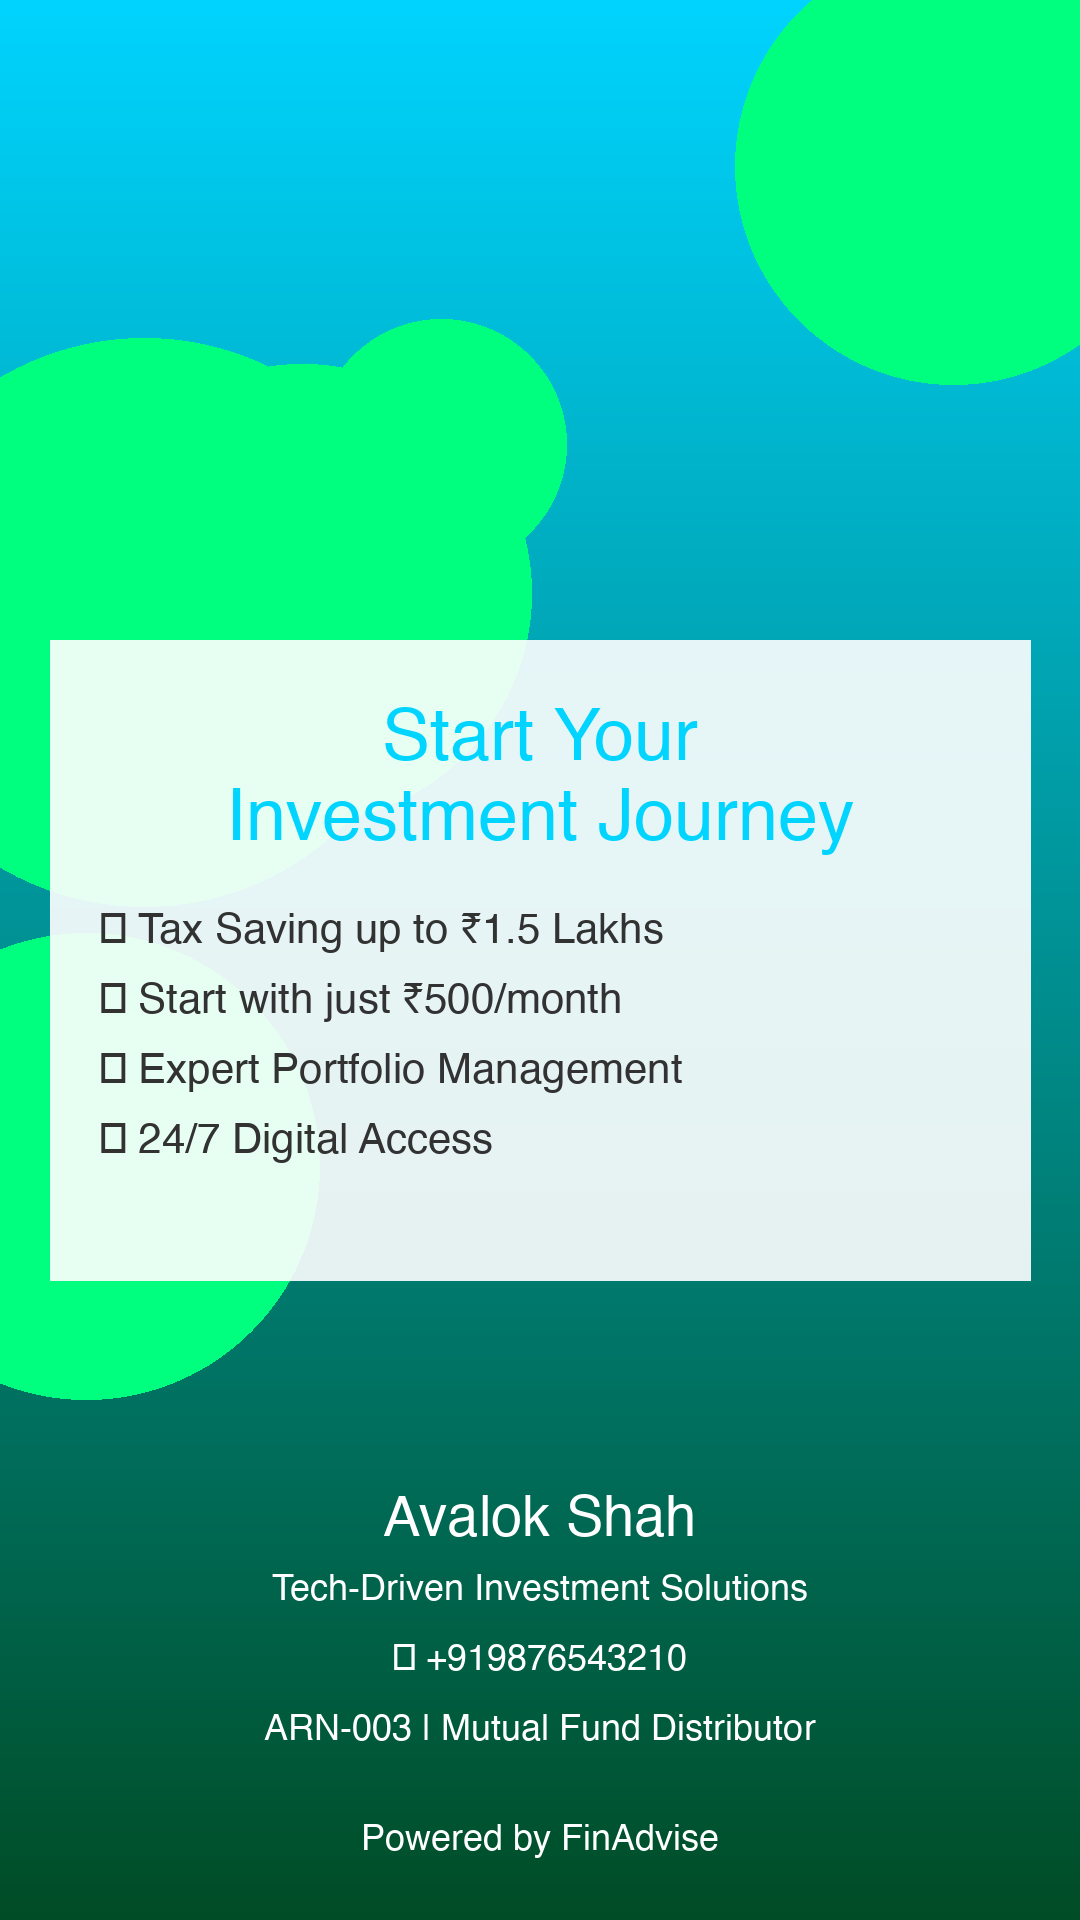 Start Your
Investment Journey
▯ Tax Saving up to ₹1.5 Lakhs
▯ Start with just ₹500/month
▯ Expert Portfolio Management
▯ 24/7 Digital Access
Avalok Shah
Tech-Driven Investment Solutions
▯ +919876543210
ARN-003 | Mutual Fund Distributor
Powered by FinAdvise